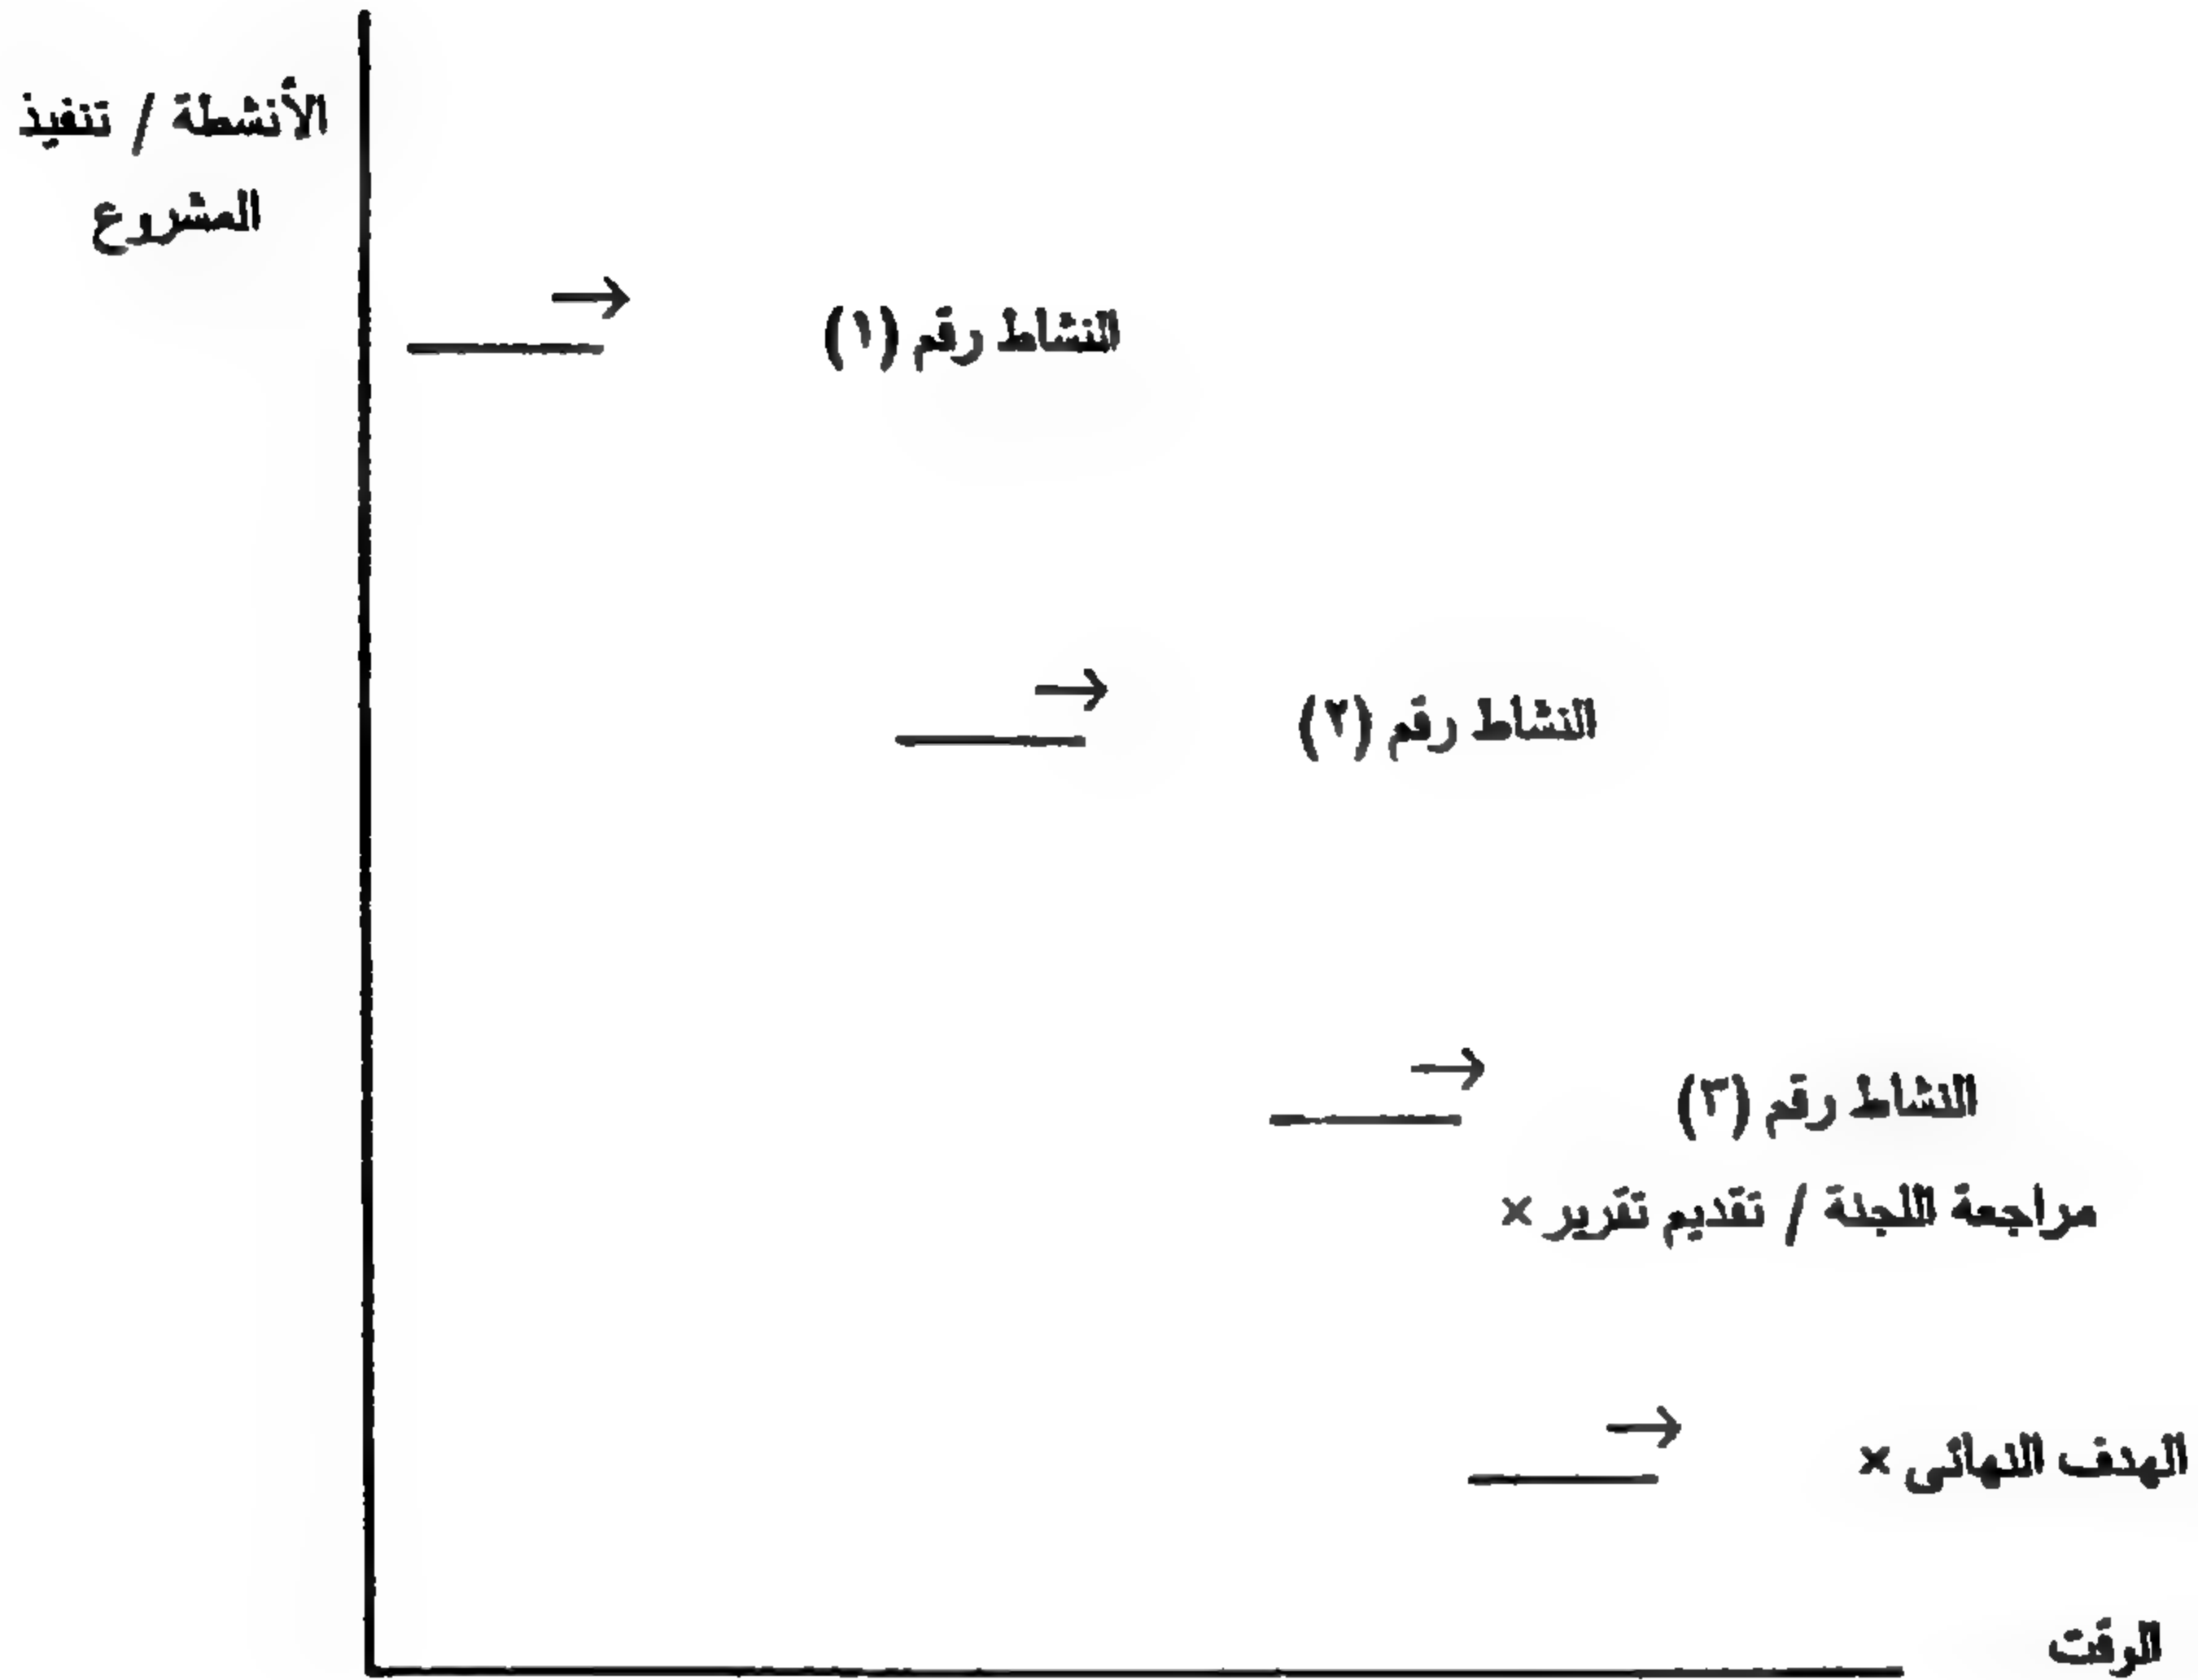 الأنشطة / تنفيذ
المشروع
النشاط رقم (١)
النشاط رقم (٢)
النشاط رقم (٣)
مراجعة اللجنة / تقديم تقرير ×
الهدف النهائى ×
الوقت